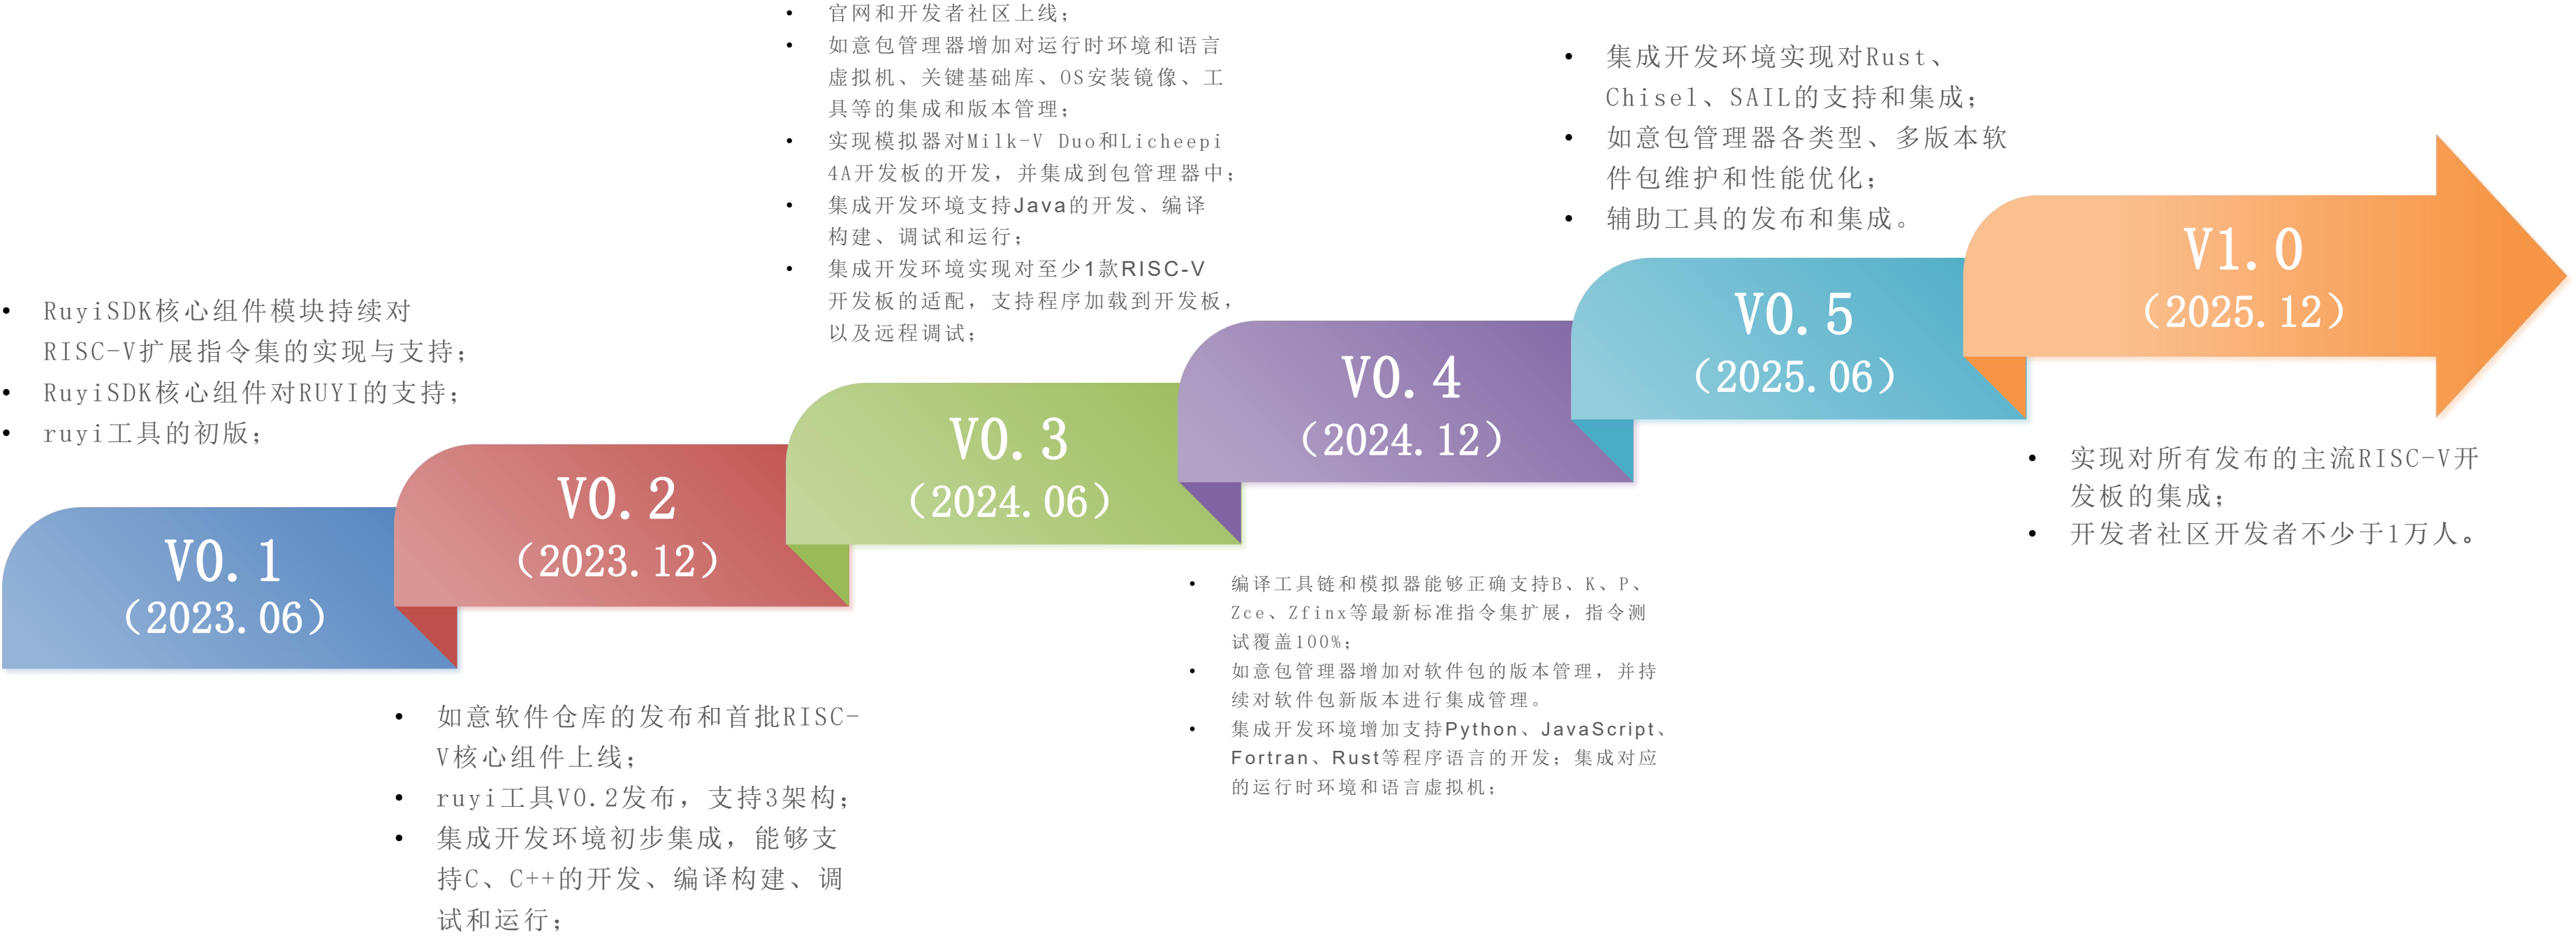 • RuyiSDK核心组件模块持续对
RISC-V扩展指令集的实现与支持；
• RuyiSDK核心组件对RUYI的支持；
• ruyi工具的初版；
V0.1
（2023.06）
V0.2
（2023.12）
• 如意软件仓库的发布和首批RISC-
V核心组件上线；
• ruyi工具V0.2发布，支持3架构；
• 集成开发环境初步集成，能够支
持C、C++的开发、编译构建、调
试和运行；
• 官网和开发者社区上线；
• 如意包管理器增加对运行时环境和语言
虚拟机、关键基础库、OS安装镜像、工
具等的集成和版本管理；
• 实现模拟器对Milk-V Duo和Licheepi
4A开发板的开发，并集成到包管理器中；
• 集成开发环境支持Java的开发、编译
构建、调试和运行；
• 集成开发环境实现对至少1款RISC-V
开发板的适配，支持程序加载到开发板，
以及远程调试；
V0.3
（2024.06）
V0.4
（2024.12）
• 编译工具链和模拟器能够正确支持B、K、P、
Zce、Zfinx等最新标准指令集扩展，指令测
试覆盖100%；
• 如意包管理器增加对软件包的版本管理，并持
续对软件包新版本进行集成管理。
• 集成开发环境增加支持Python、JavaScript、
Fortran、Rust等程序语言的开发；集成对应
的运行时环境和语言虚拟机；
• 集成开发环境实现对Rust、
Chisel、SAIL的支持和集成；
• 如意包管理器各类型、多版本软
件包维护和性能优化；
• 辅助工具的发布和集成。
V0.5
（2025.06）
V1.0
（2025.12）
• 实现对所有发布的主流RISC-V开
发板的集成；
• 开发者社区开发者不少于1万人。